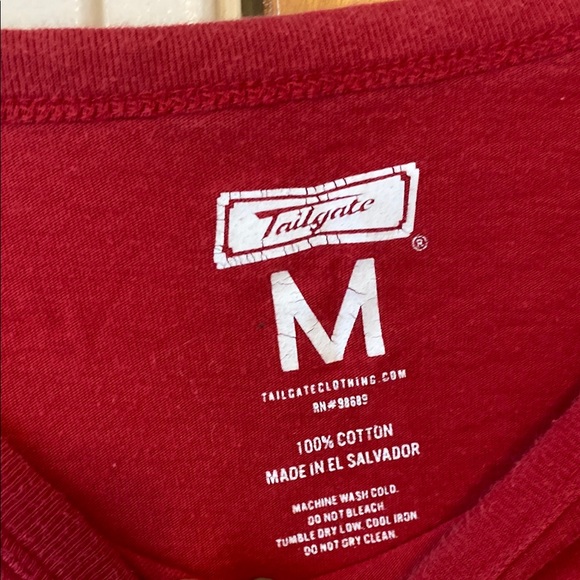 Tailgate
®
M
TAILGATECLOTHING.COM
RN#98689
100% COTTON
MADE IN EL SALVADOR
MACHINE WASH COLD.
DO NOT BLEACH.
TUMBLE DRY LOW. COOL IRON.
DO NOT DRY CLEAN.